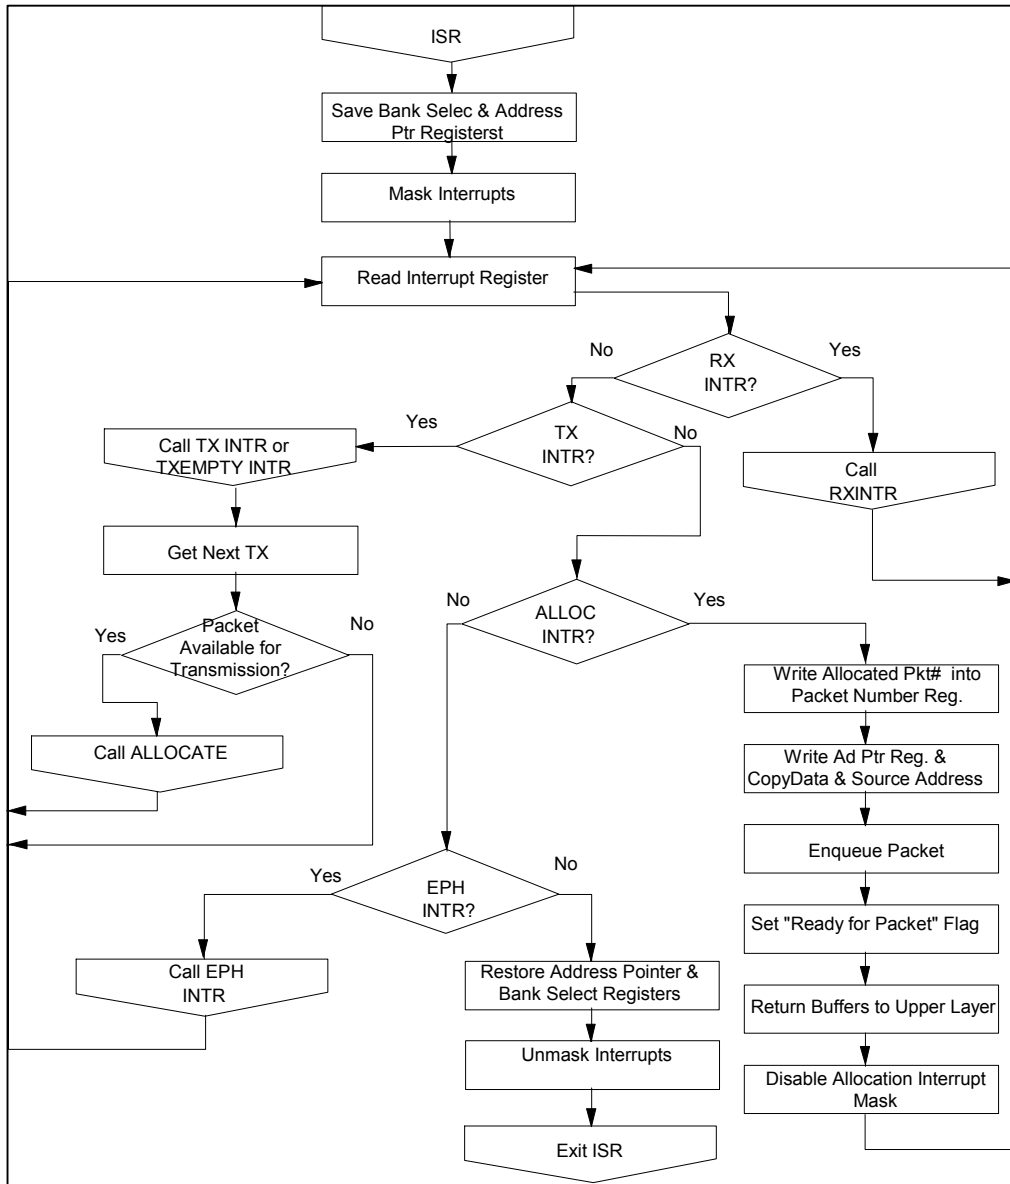 ISR
Save Bank Selec & Address
Ptr Registerst
Mask Interrupts
Read Interrupt Register
No
RX
INTR?
Yes
Yes
TX
INTR?
No
Call TX INTR or
TXEMPTY INTR
Call
RXINTR
Get Next TX
No
ALLOC
INTR?
Yes
Yes
Packet
Available for
Transmission?
No
Write Allocated Pkt# into
Packet Number Reg.
Call ALLOCATE
Write Ad Ptr Reg. &
CopyData & Source Address
Enqueue Packet
Yes
EPH
INTR?
No
Set "Ready for Packet" Flag
Call EPH
INTR
Restore Address Pointer &
Bank Select Registers
Return Buffers to Upper Layer
Unmask Interrupts
Disable Allocation Interrupt
Mask
Exit ISR